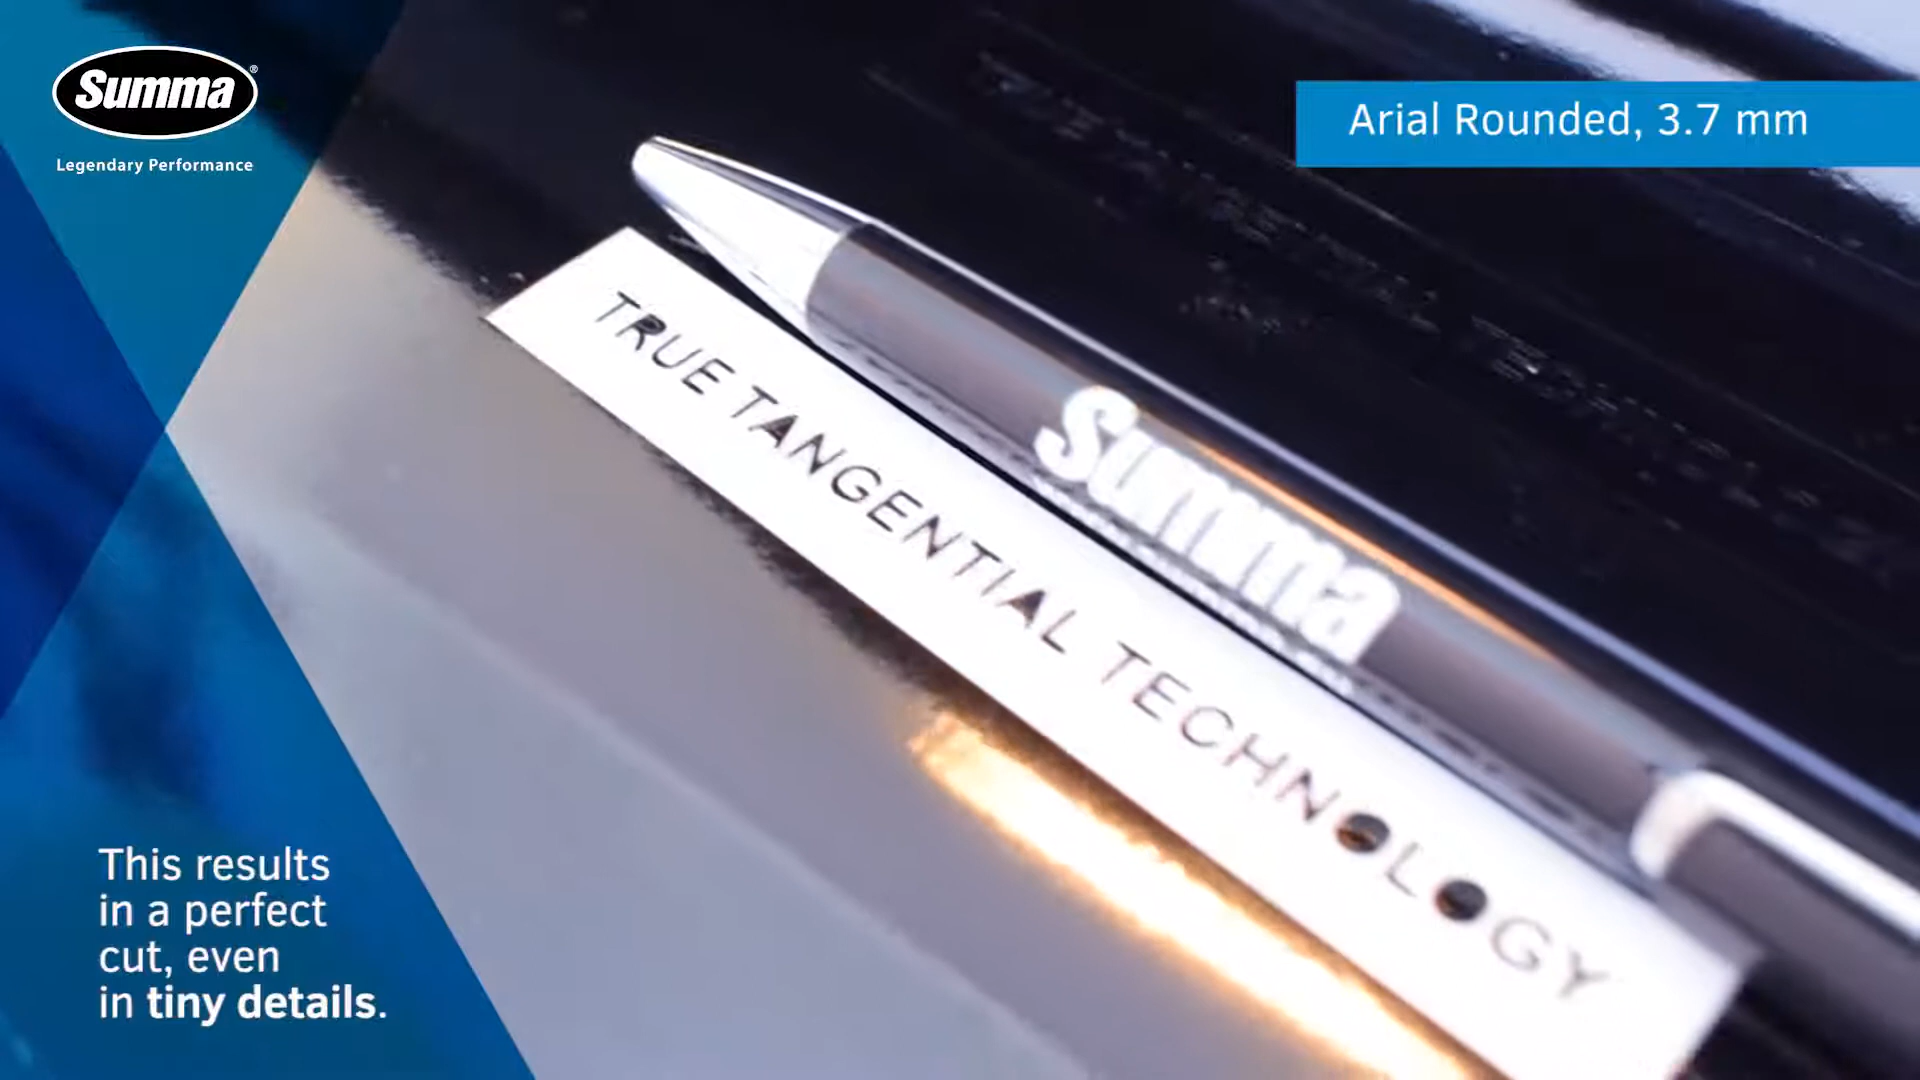 Summa®
Legendary Performance
Arial Rounded, 3.7 mm
Summa
TRUE TANGENTIAL TECHNOLOGY
This results
in a perfect
cut, even
in tiny details.